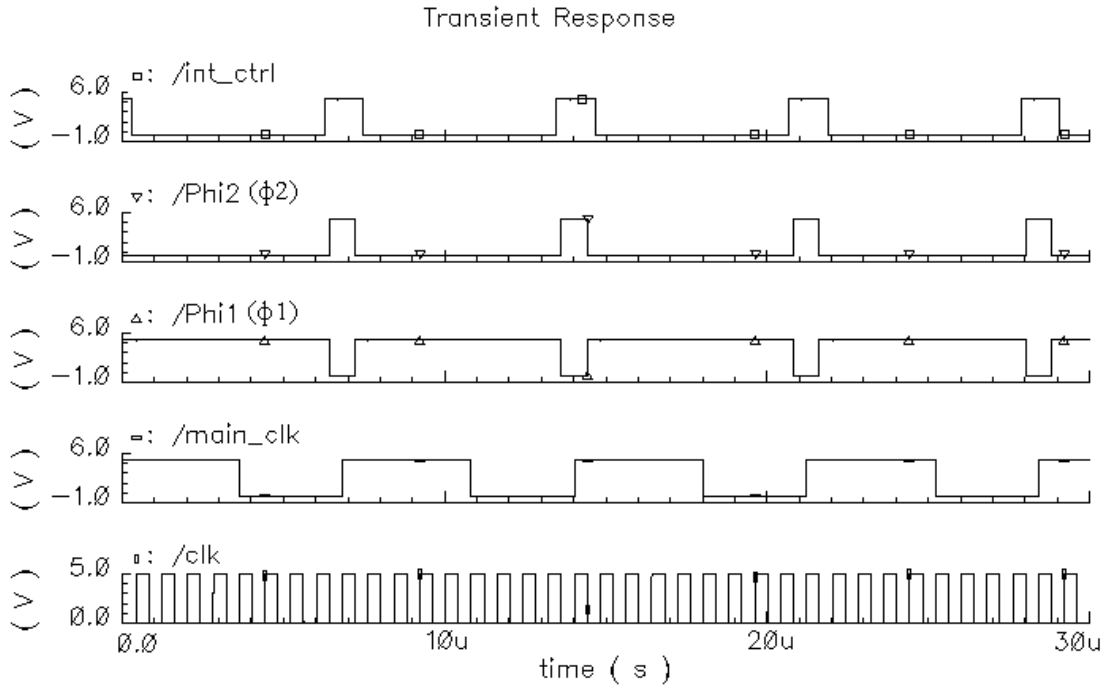 Transient Response
▫: /int_ctrl
6.0
(V)
-1.0
▿: /Phi2 (ϕ2)
6.0
(V)
-1.0
▵: /Phi1 (ϕ1)
6.0
(V)
-1.0
-: /main_clk
6.0
(V)
-1.0
▯: /clk
5.0
(V)
0.0
0.0 10u 20u 30u
time ( s )